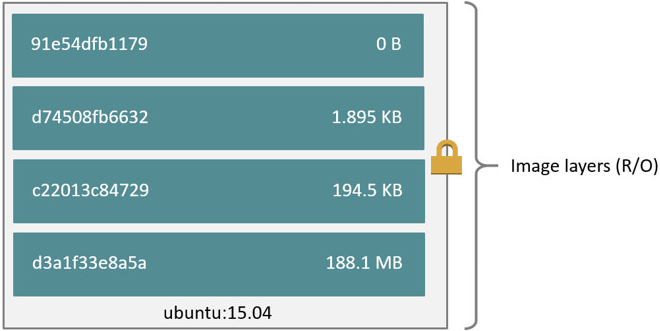 91e54dfb1179 0 B
d74508fb6632 1.895 KB
c22013c84729 194.5 KB
Image layers (R/O)
d3a1f33e8a5a 188.1 MB
ubuntu:15.04